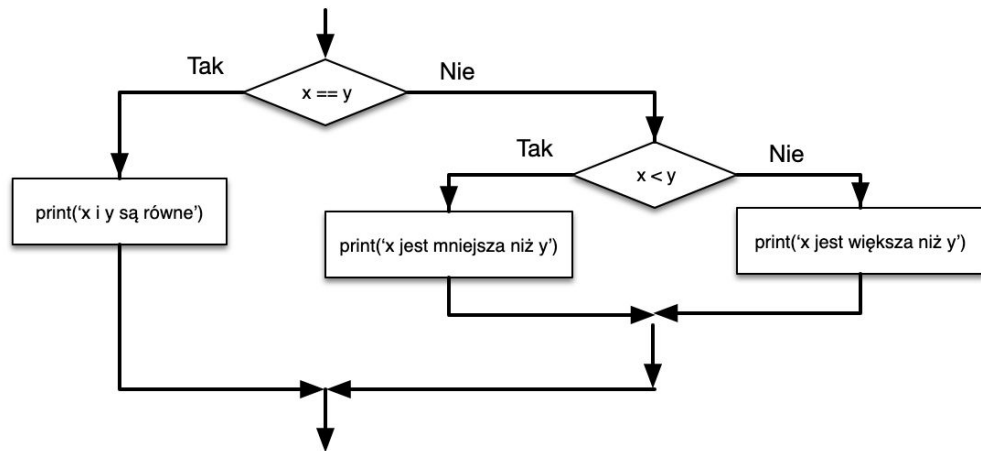 Tak
Nie
x == y
Tak
Nie
x < y
print(‘x i y są równe’)
print(‘x jest mniejsza niż y’)
print(‘x jest większa niż y’)